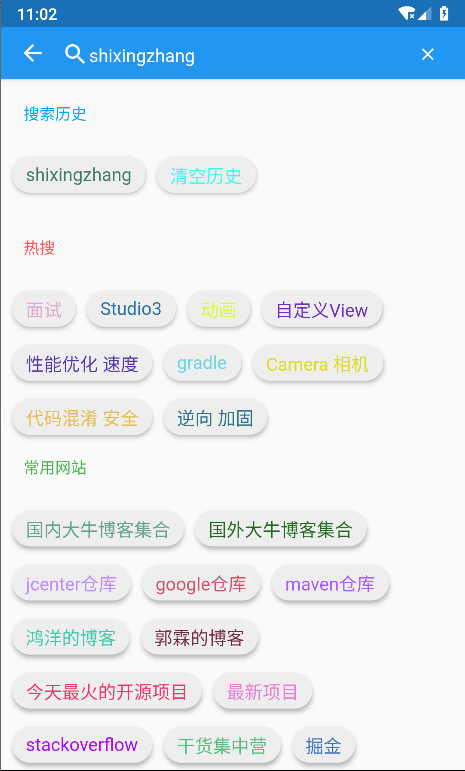 11:02
shixingzhang
搜索历史
shixingzhang 清空历史
热搜
面试 Studio3 动画 自定义View
性能优化 速度 gradle Camera 相机
代码混淆 安全 逆向 加固
常用网站
国内大牛博客集合 国外大牛博客集合
jcenter仓库 google仓库 maven仓库
鸿洋的博客 郭霖的博客
今天最火的开源项目 最新项目
stackoverflow 干货集中营 掘金